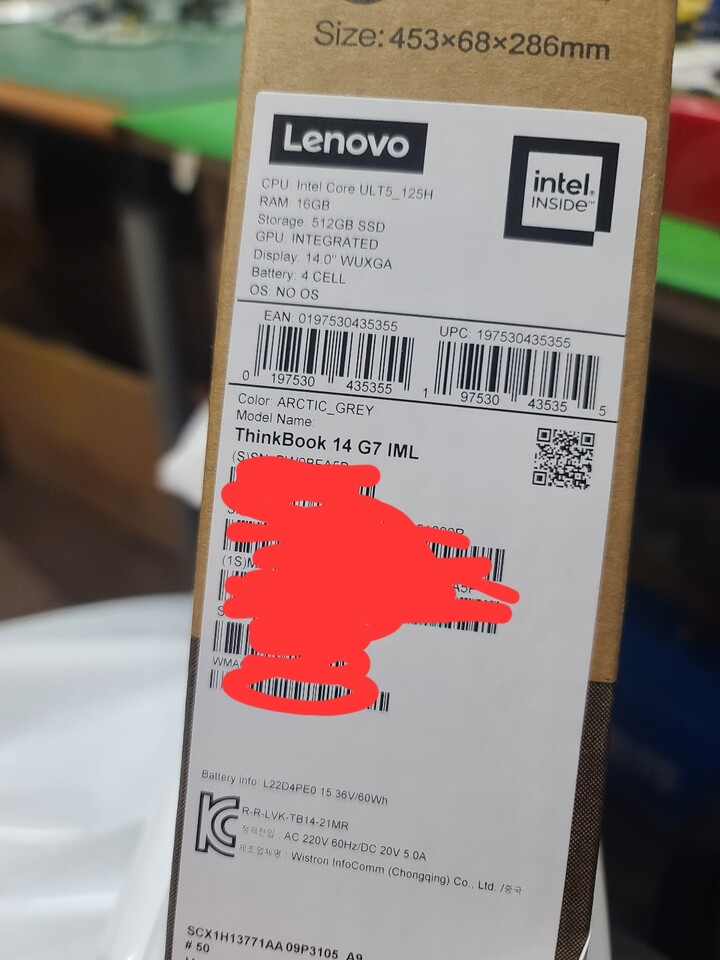 Size: 453×68×286mm
Lenovo
intel.
INSIDE™
CPU: Intel Core ULT5_125H
RAM: 16GB
Storage: 512GB SSD
GPU: INTEGRATED
Display: 14.0" WUXGA
Battery: 4 CELL
OS: NO OS
EAN: 0197530435355
UPC: 197530435355
0 197530 435355
1 97530 43535 5
Color: ARCTIC_GREY
Model Name:
ThinkBook 14 G7 IML
(S)SN:
(1S)M
WMA
Battery info: L22D4PE0 15.36V/60Wh
R-R-LVK-TB14-21MR
정격전압 : AC 220V 60Hz/DC 20V 5.0A
제조업체명 : Wistron InfoComm (Chongqing) Co., Ltd. /중국
SCX1H13771AA 09P3105 A9
# 50